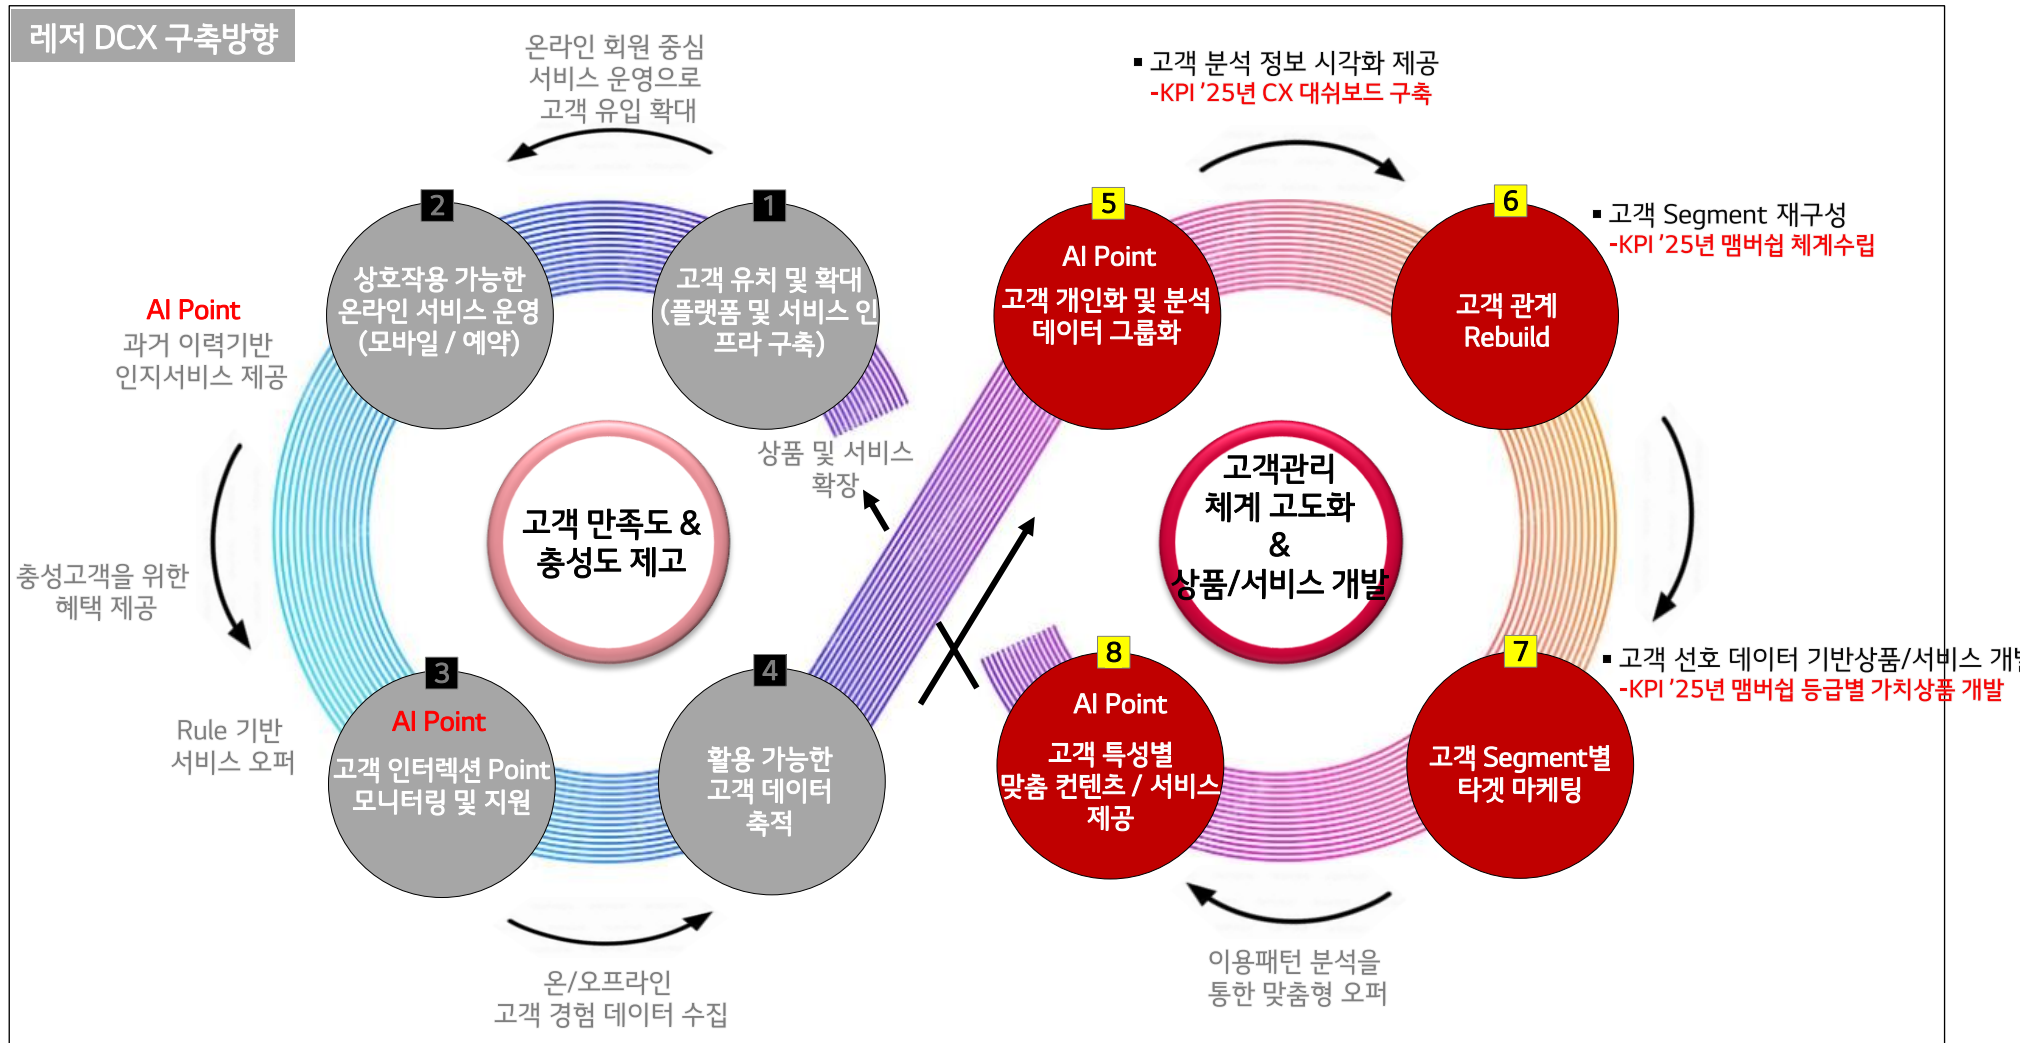 레저 DCX 구축방향
온라인 회원 중심
서비스 운영으로
고객 유입 확대
2
상호작용 가능한
온라인 서비스 운영
(모바일 / 예약)
1
고객 유치 및 확대
(플랫폼 및 서비스 인
프라 구축)
AI Point
과거 이력기반
인지서비스 제공
상품 및 서비스
확장
고객 만족도 &
충성도 제고
충성고객을 위한
혜택 제공
Rule 기반
서비스 오퍼
3
AI Point
고객 인터렉션 Point
모니터링 및 지원
4
활용 가능한
고객 데이터
축적
온/오프라인
고객 경험 데이터 수집
▪ 고객 분석 정보 시각화 제공
-KPI ’25년 CX 대쉬보드 구축
5
AI Point
고객 개인화 및 분석
데이터 그룹화
6
고객 관계
Rebuild
▪ 고객 Segment 재구성
-KPI ’25년 맴버쉽 체계수립
고객관리
체계 고도화
&
상품/서비스 개발
7
고객 Segment별
타겟 마케팅
▪ 고객 선호 데이터 기반상품/서비스
-KPI ’25년 맴버쉽 등급별 가치상품 개발
8
AI Point
고객 특성별
맞춤 컨텐츠 / 서비스
제공
이용패턴 분석을
통한 맞춤형 오퍼